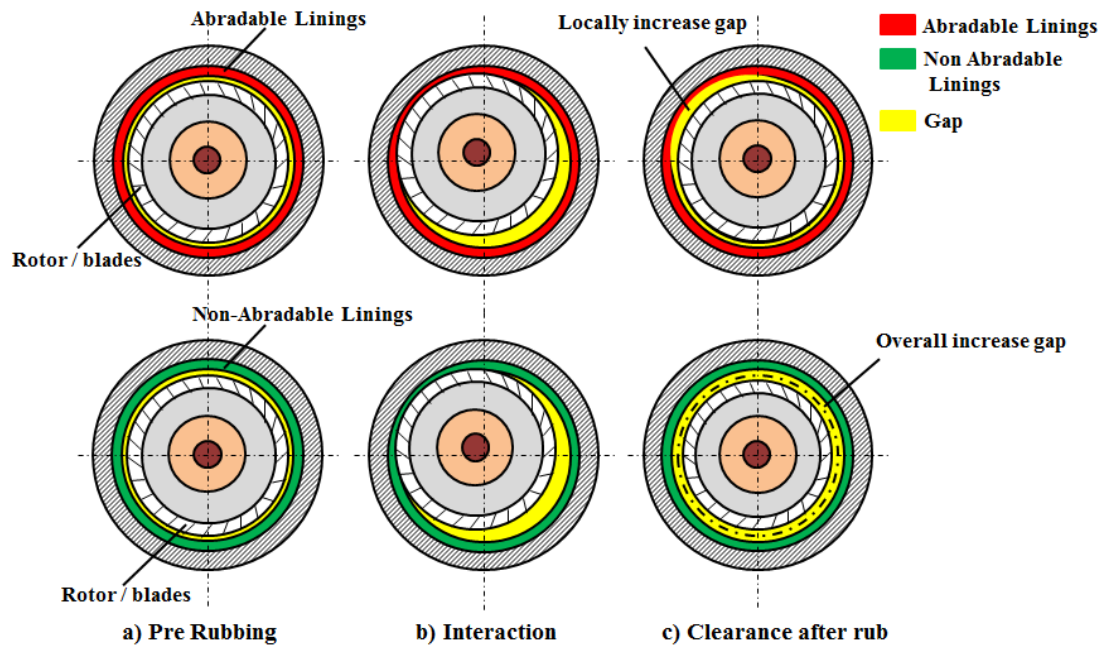 Abradable Linings
Locally increase gap
Abradable Linings
Non Abradable
Linings
Gap
Rotor / blades
Non-Abradable Linings
Overall increase gap
Rotor / blades
a) Pre Rubbing
b) Interaction
c) Clearance after rub